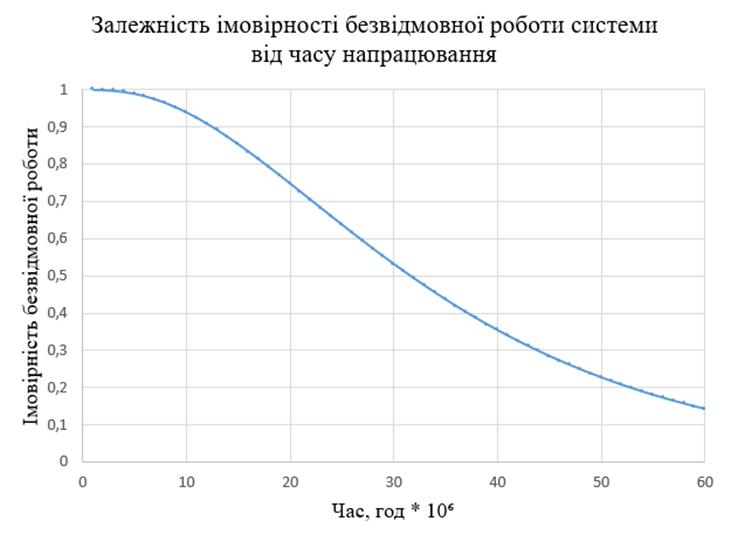 Залежність імовірності безвідмовної роботи системи
від часу напрацювання
Імовірність безвідмовної роботи
1
0,9
0,8
0,7
0,6
0,5
0,4
0,3
0,2
0,1
0
0 10 20 30 40 50 60
Час, год * 10⁶